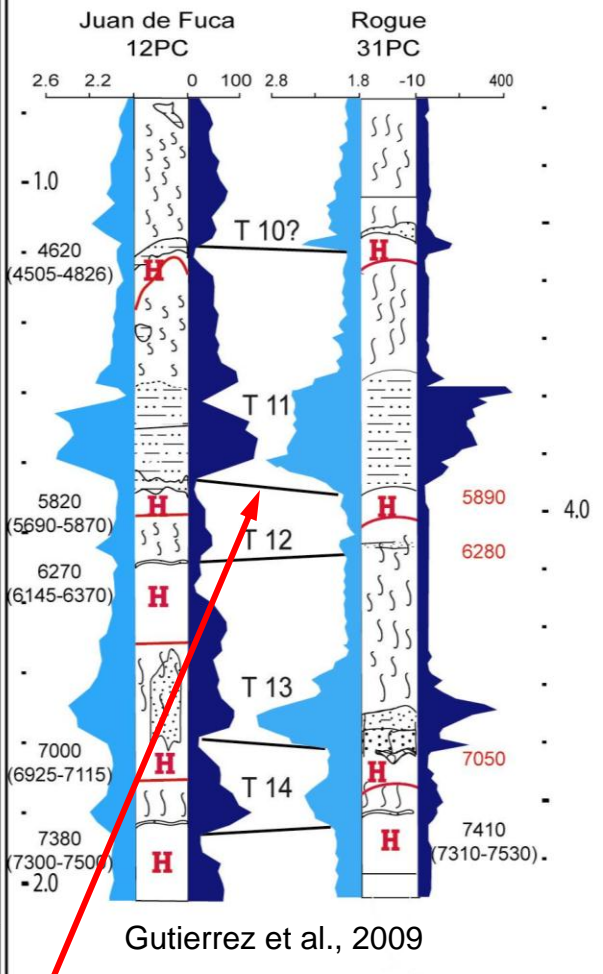 Juan de Fuca
12PC
Rogue
31PC
2.6 2.2 0 100 2.8 1.8 -10 400
-1.0
T 10?
H
H
4620
(4505-4826)
T 11
5820
(5690-5870)
H
H
5890
- 4.0
T 12
6280
6270
(6145-6370)
H
T 13
7000
(6925-7115)
H
7050
H
T 14
7380
(7300-7500)
H
H
7410
(7310-7530)
-2.0
Gutierrez et al., 2009